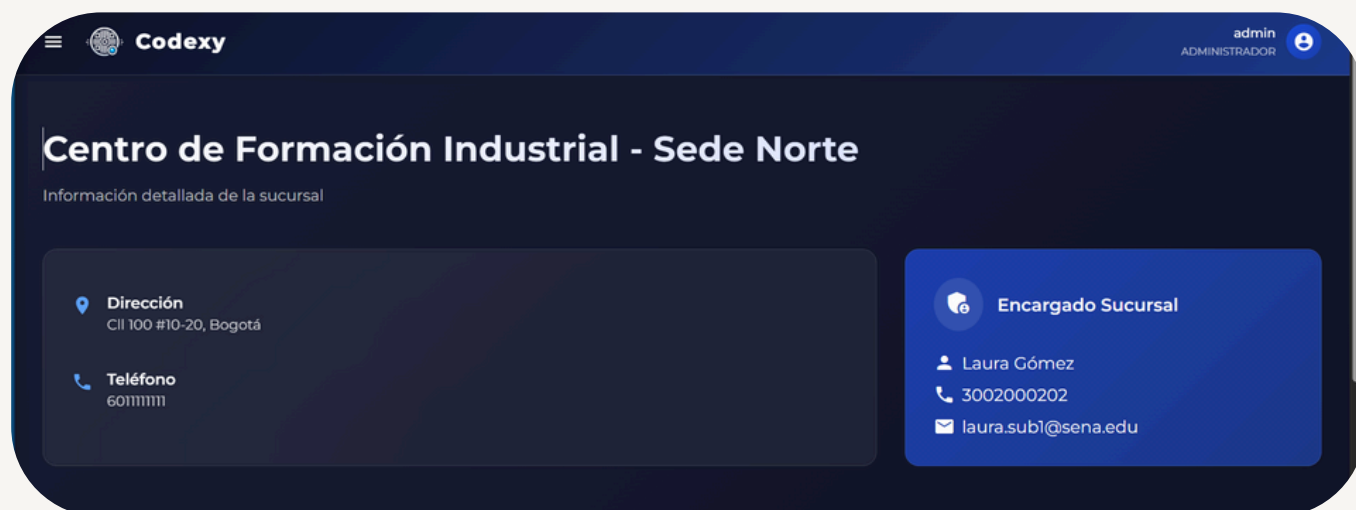 Codexy
admin
ADMINISTRADOR
Centro de Formación Industrial - Sede Norte
Información detallada de la sucursal
Dirección
Cll 100 #10-20, Bogotá
Teléfono
6011111111
Encargado Sucursal
Laura Gómez
3002000202
laura.sub1@sena.edu